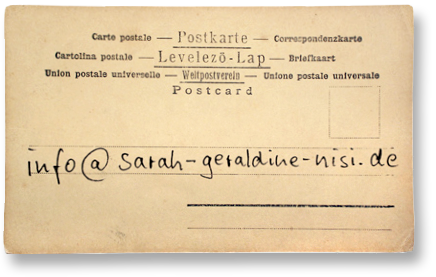 Carte postale — Postkarte — Correspondenzkarte
Cartolina postale — Levelező-Lap — Briefkaart
Union postale universelle — Weltpostverein — Unione postale universale
Postcard
info@sarah-geraldine-nisi.de